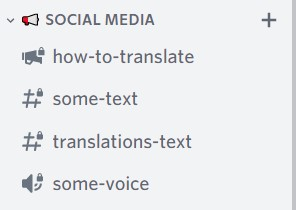 SOCIAL MEDIA
how-to-translate
some-text
translations-text
some-voice